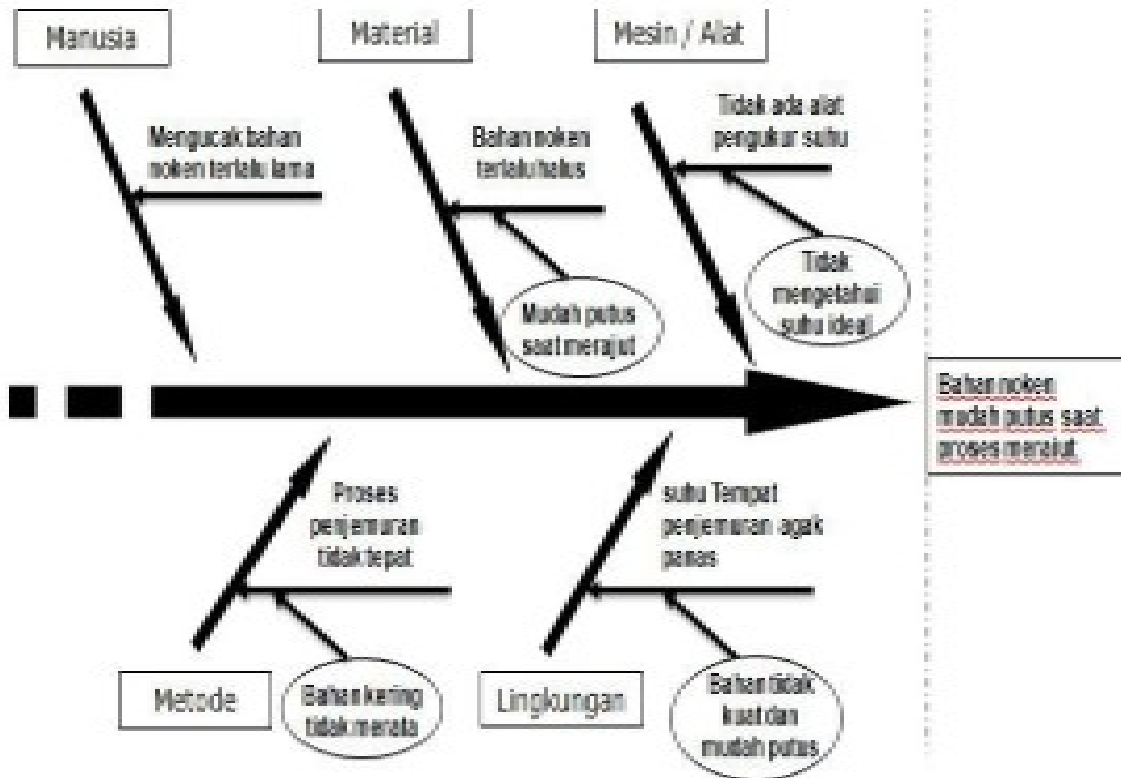 Manusia
Material
Mesin / Alat
Mengucak bahan
noken terlalu lama
Bahan noken
terlalu halus
Tidak ada alat
pengukur suhu
Mudah putus
saat merajut
Tidak
mengetahui
suhu ideal
Bahan noken
mudah putus saat
proses merajut
Proses
penjemuran
tidak tepat
suhu Tempat
penjemuran agak
panas
Metode
Bahan kering
tidak merata
Lingkungan
Bahan tidak
kuat dan
mudah putus